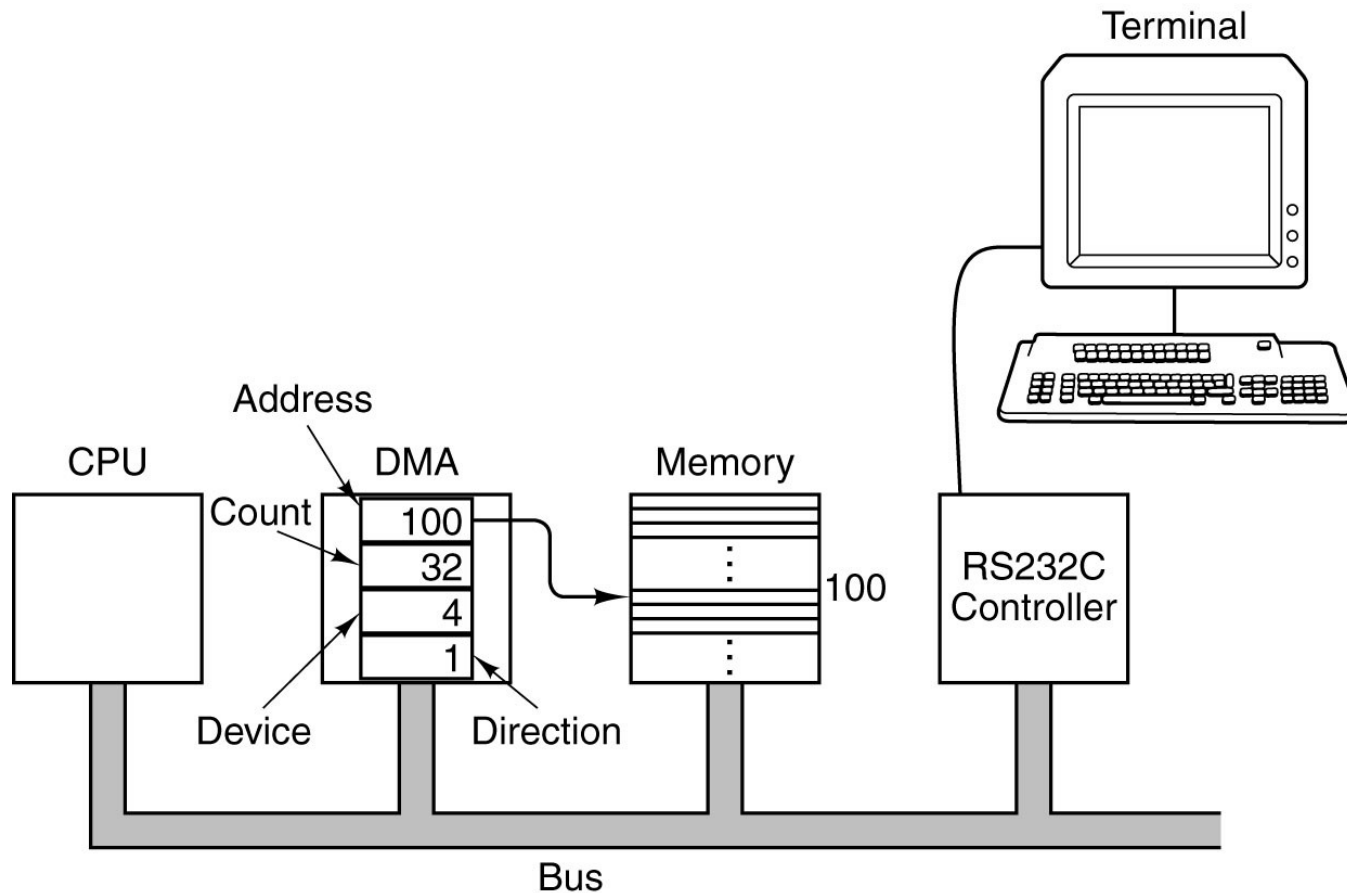 Terminal
Address
CPU
DMA
Memory
Count
100
32
4
1
100
RS232C
Controller
Device
Direction
Bus